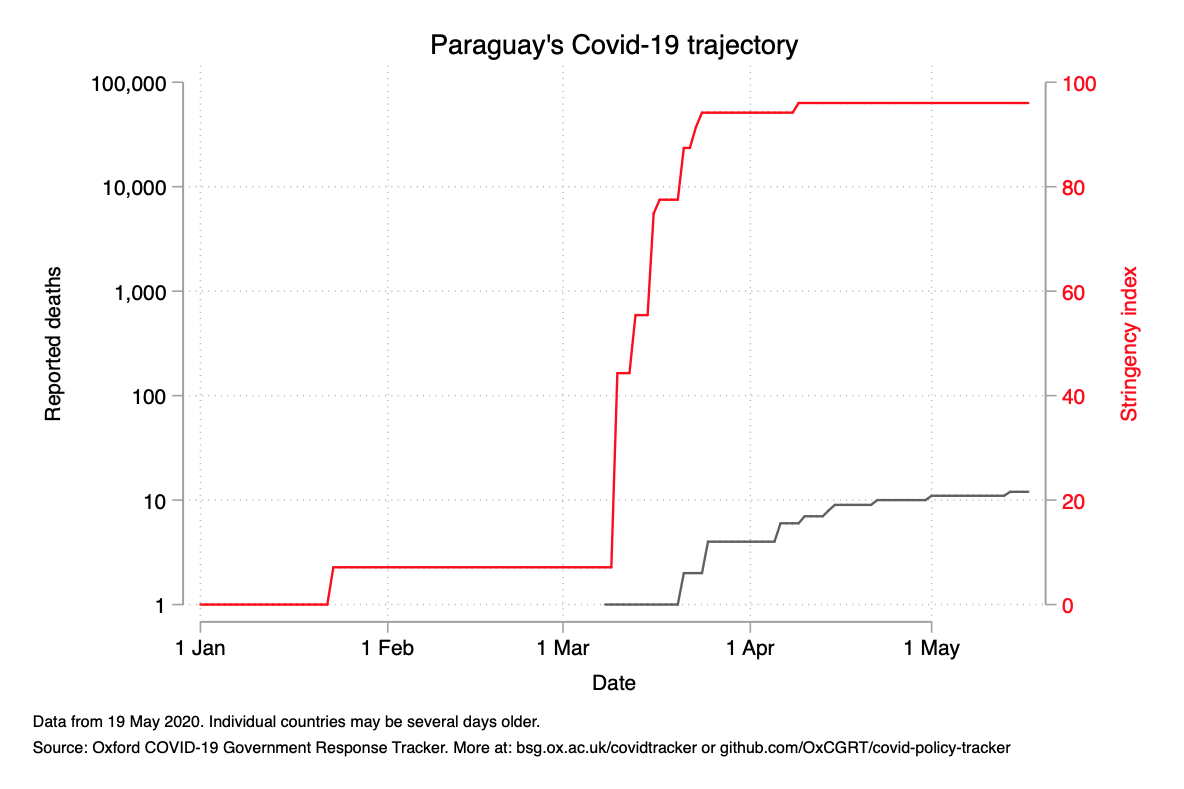 Paraguay's Covid-19 trajectory
100,000
10,000
1,000
100
10
1
Reported deaths
100
80
60
40
20
0
Stringency index
1 Jan
1 Feb
1 Mar
1 Apr
1 May
Date
Data from 19 May 2020. Individual countries may be several days older.
Source: Oxford COVID-19 Government Response Tracker. More at: bsg.ox.ac.uk/covidtracker or github.com/OxCGRT/covid-policy-tracker